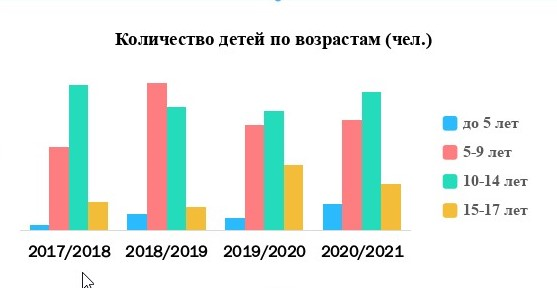 Количество детей по возрастам (чел.)
до 5 лет
5-9 лет
10-14 лет
15-17 лет
2017/2018 2018/2019 2019/2020 2020/2021